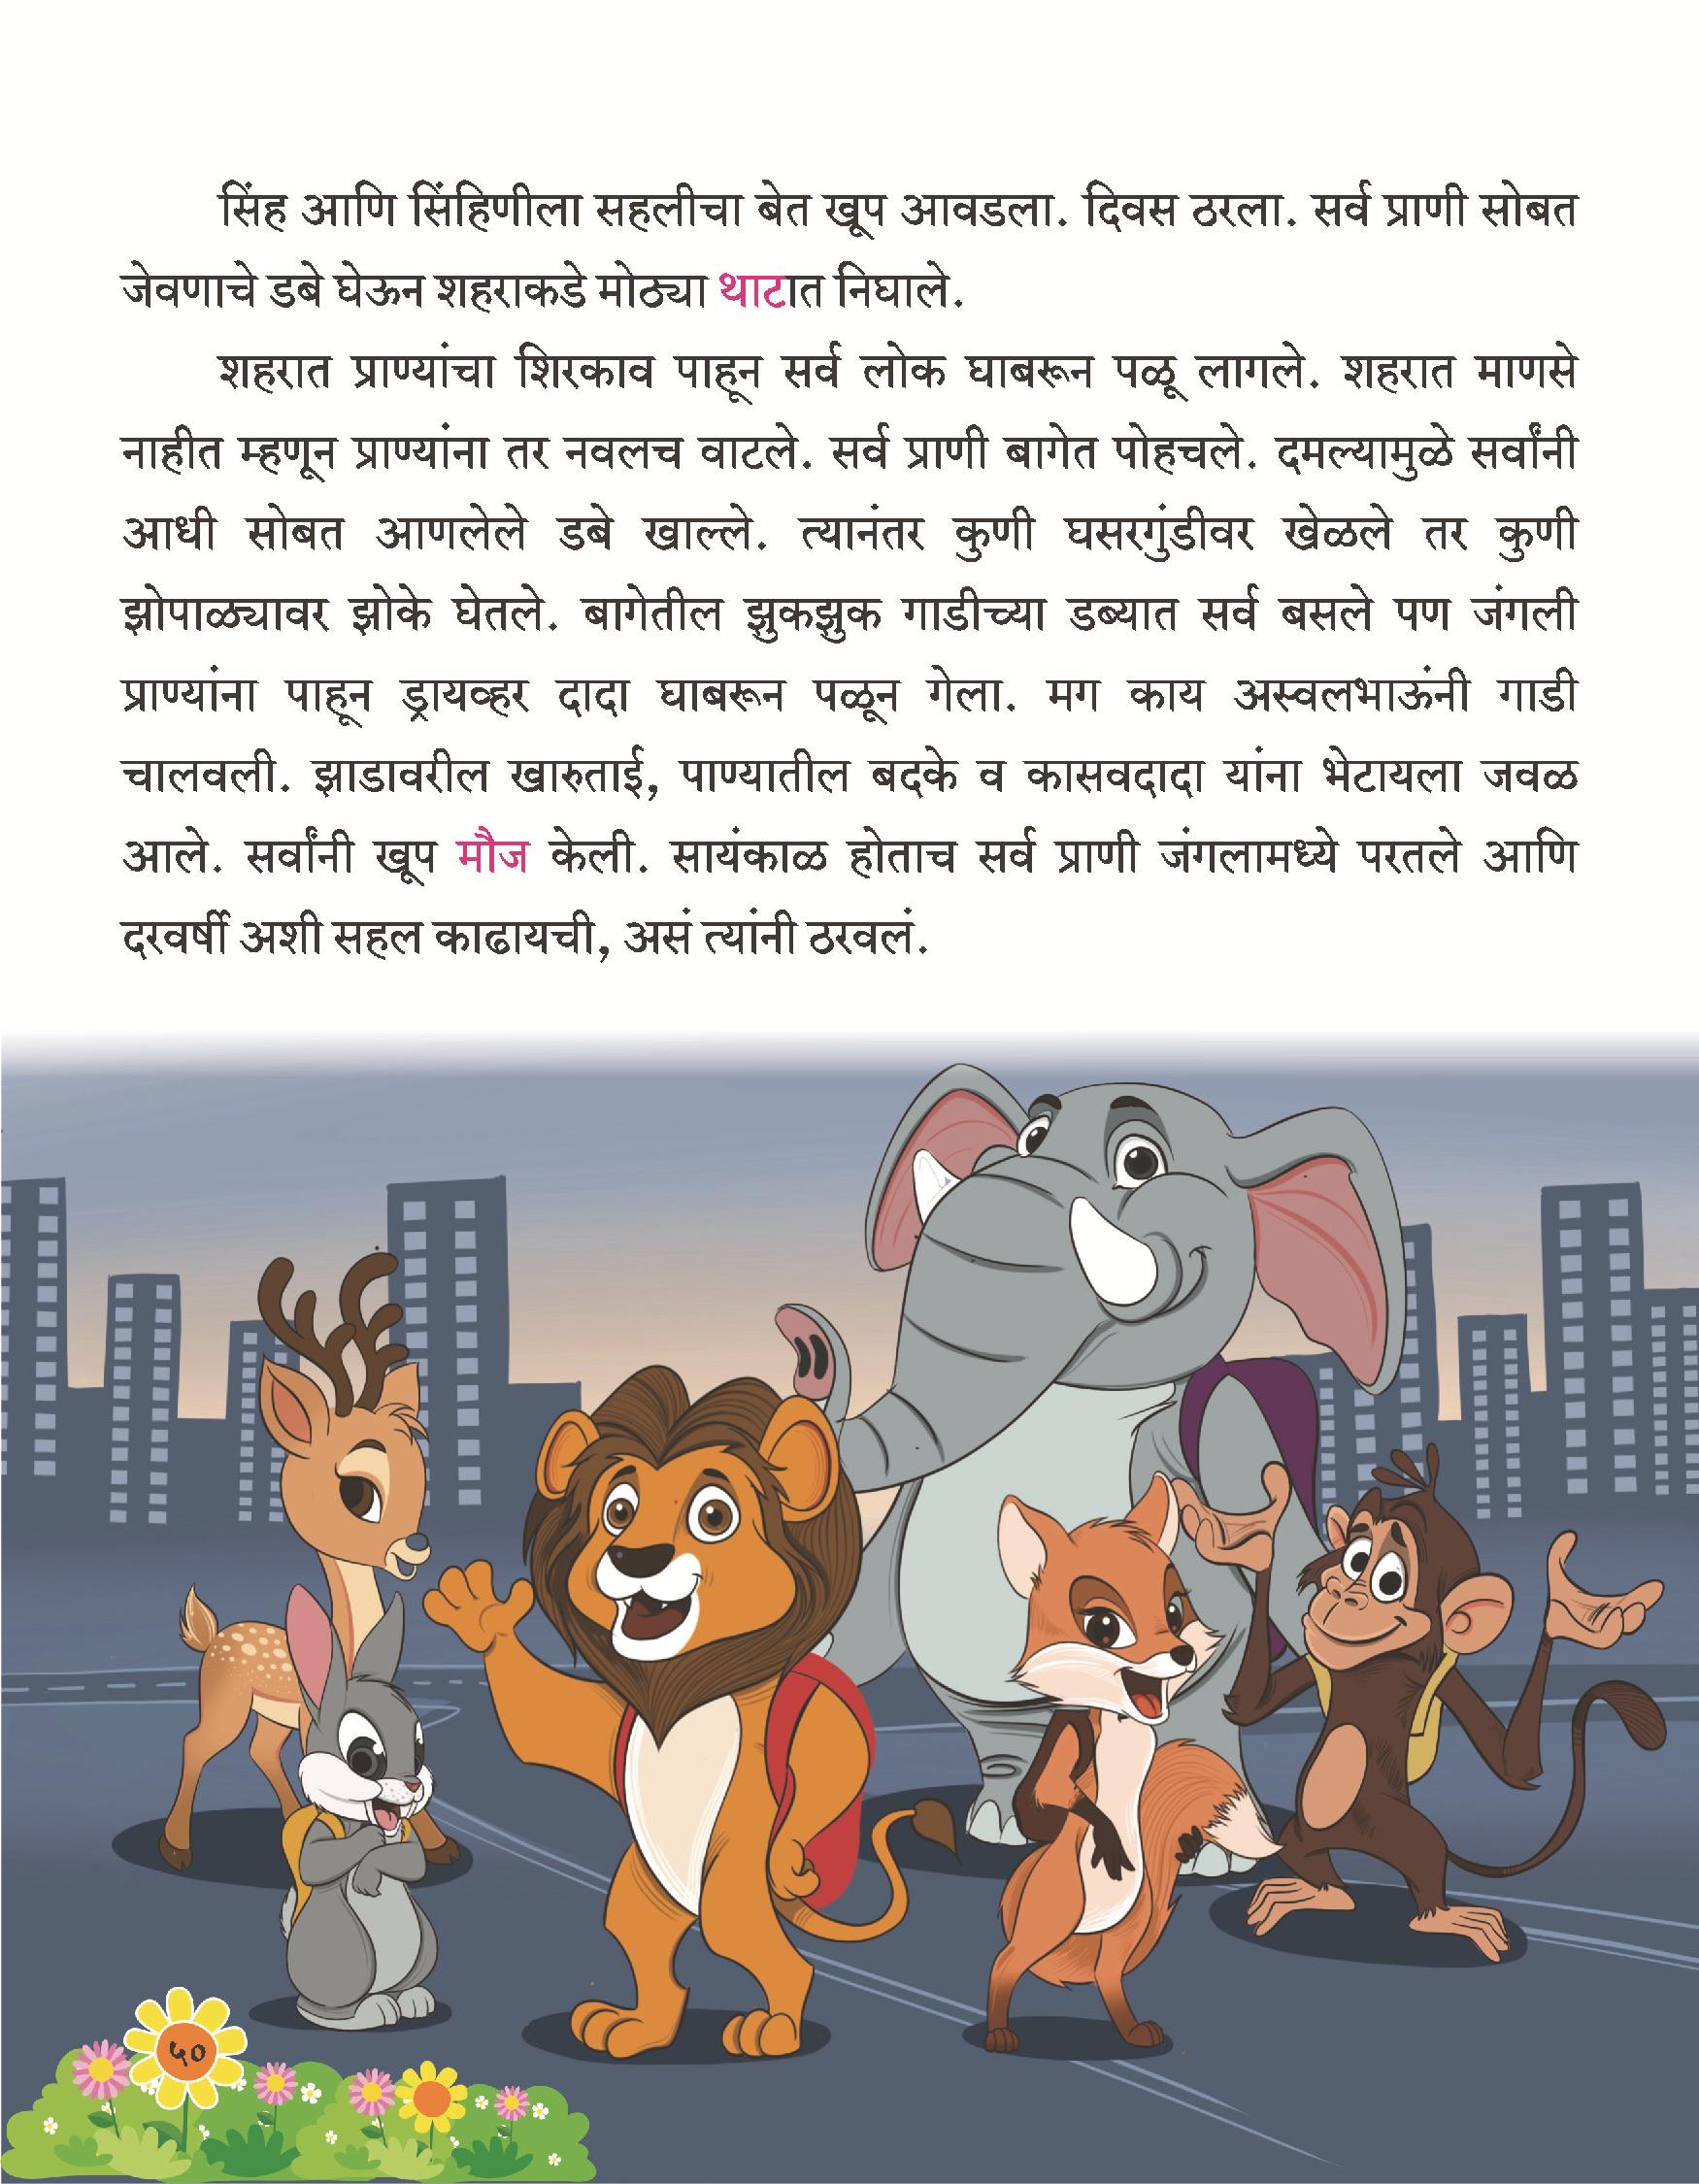 सिंह आणि सिंहिणीला सहलीचा बेत खूप आवडला. दिवस ठरला. सर्व प्राणी सोबत
जेवणाचे डबे घेऊन शहराकडे मोठ्या थाटात निघाले.
शहरात प्राण्यांचा शिरकाव पाहून सर्व लोक घाबरून पळू लागले. शहरात माणसे
नाहीत म्हणून प्राण्यांना तर नवलच वाटले. सर्व प्राणी बागेत पोहचले. दमल्यामुळे सर्वांनी
आधी सोबत आणलेले डबे खाल्ले. त्यानंतर कुणी घसरगुंडीवर खेळले तर कुणी
झोपाळ्यावर झोके घेतले. बागेतील झुकझुक गाडीच्या डब्यात सर्व बसले पण जंगली
प्राण्यांना पाहून ड्रायव्हर दादा घाबरून पळून गेला. मग काय अस्वलभाऊंनी गाडी
चालवली. झाडावरील खारुताई, पाण्यातील बदके व कासवदादा यांना भेटायला जवळ
आले. सर्वांनी खूप मौज केली. सायंकाळ होताच सर्व प्राणी जंगलामध्ये परतले आणि
दरवर्षी अशी सहल काढायची, असं त्यांनी ठरवलं.
५०